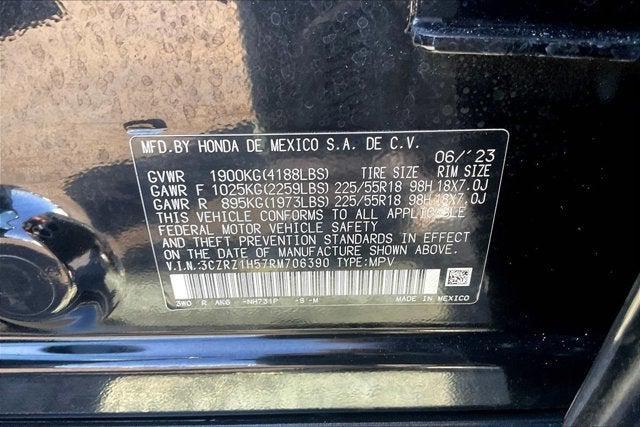 MFD.BY HONDA DE MEXICO S.A. DE C.V. 06/'23
GVWR 1900KG(4188LBS) TIRE SIZE RIM SIZE
GAWR F 1025KG(2259LBS) 225/55R18 98H 18X7.0J
GAWR R 895KG(1973LBS) 225/55R18 98H 18X7.0J
THIS VEHICLE CONFORMS TO ALL APPLICABLE
FEDERAL MOTOR VEHICLE SAFETY
AND THEFT PREVENTION STANDARDS IN EFFECT
ON THE DATE OF MANUFACTURE SHOWN ABOVE.
V.I.N.:3CZRZ1H57RM706390 TYPE:MPV
3W0 R AKG -NH731P -S-M MADE IN MEXICO